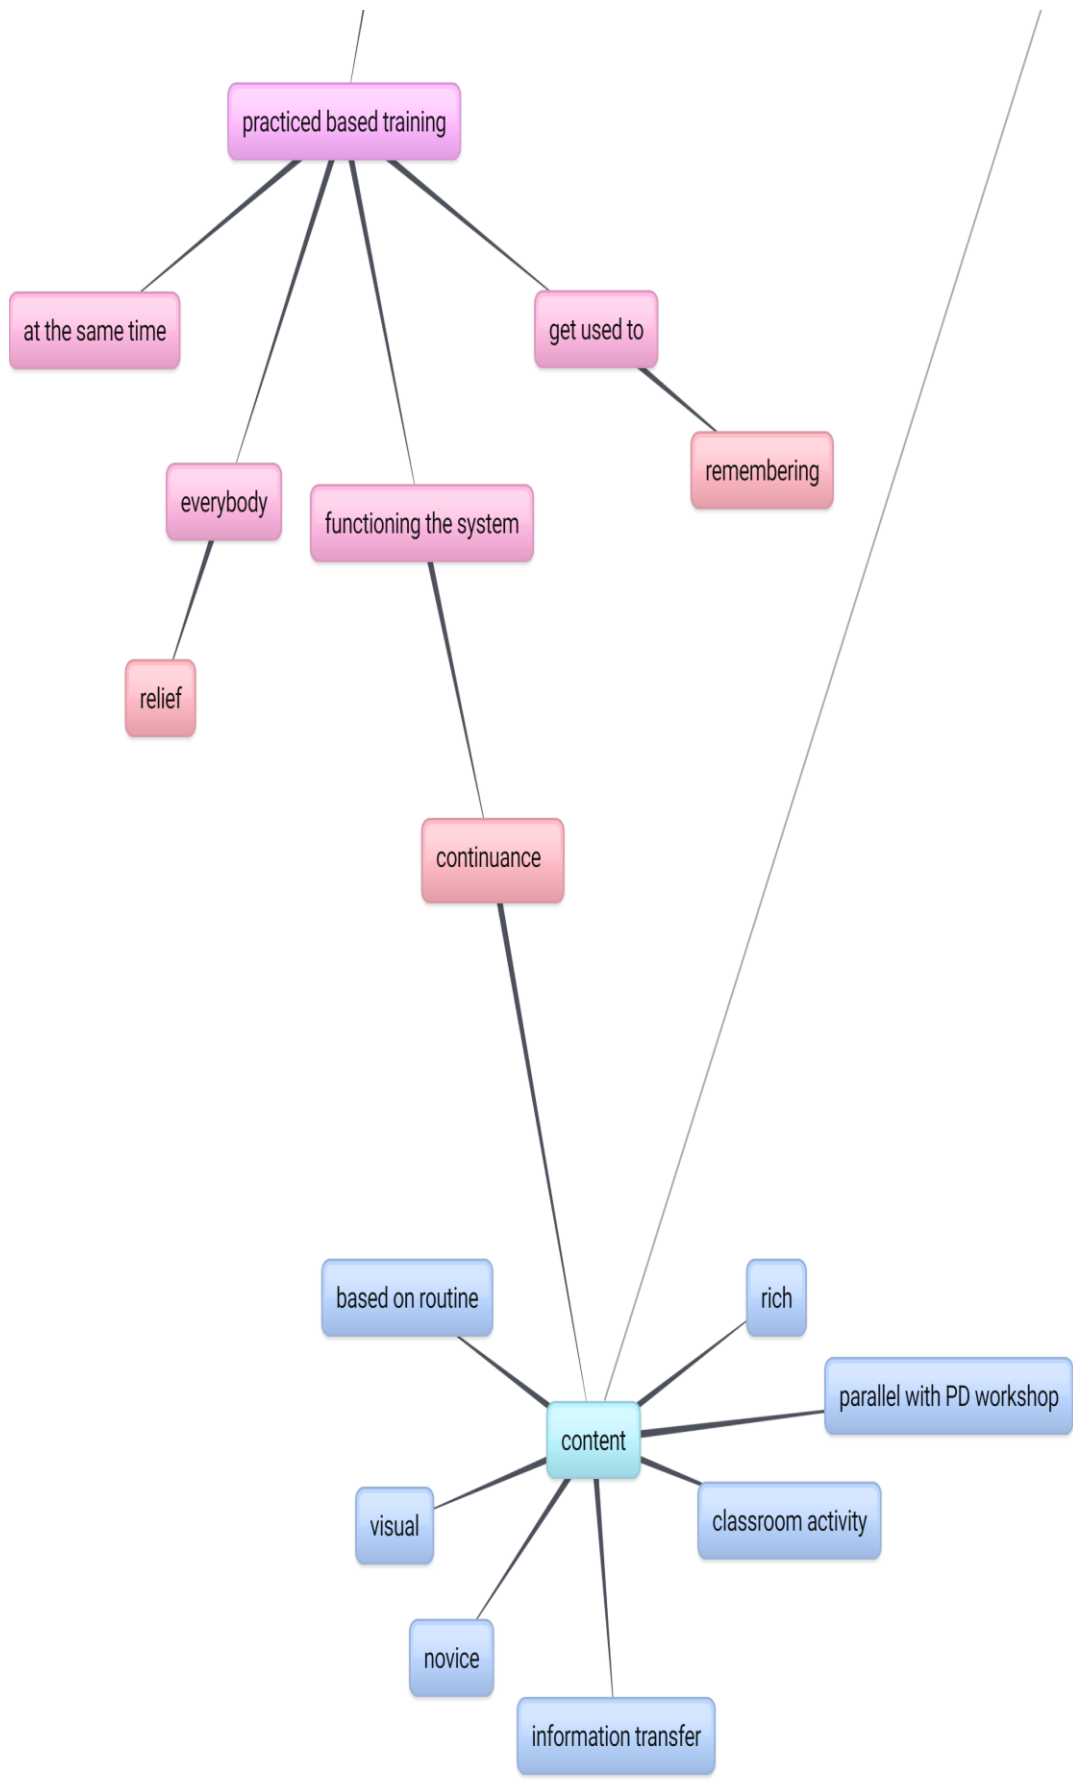 practiced based training
at the same time
get used to
remembering
everybody
functioning the system
relief
continuance
based on routine
rich
parallel with PD workshop
content
visual
classroom activity
novice
information transfer